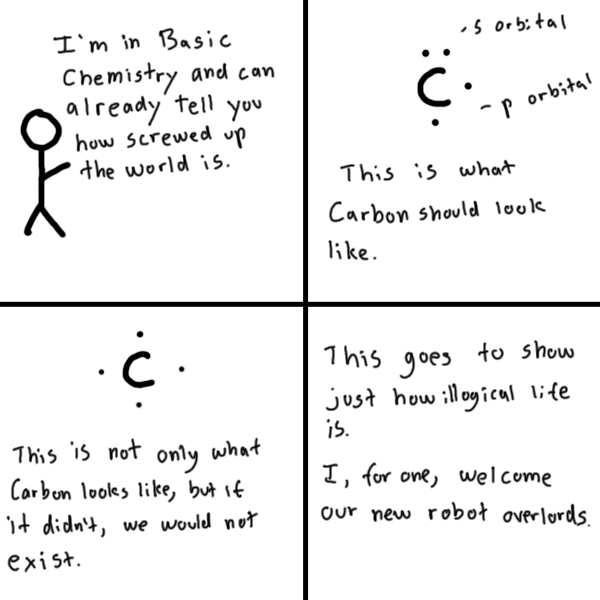 I'm in Basic
Chemistry and can
already tell you
how screwed up
the world is.
s orbital
C
- p orbital
This is what
Carbon should look
like.
C
This is not only what
Carbon looks like, but if
it didn't, we would not
exist.
This goes to show
just how illogical life
is.
I, for one, welcome
our new robot overlords.